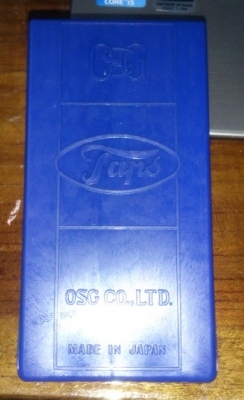 CORE i5
OSG
Taps
OSG CO.,LTD.
MADE IN JAPAN